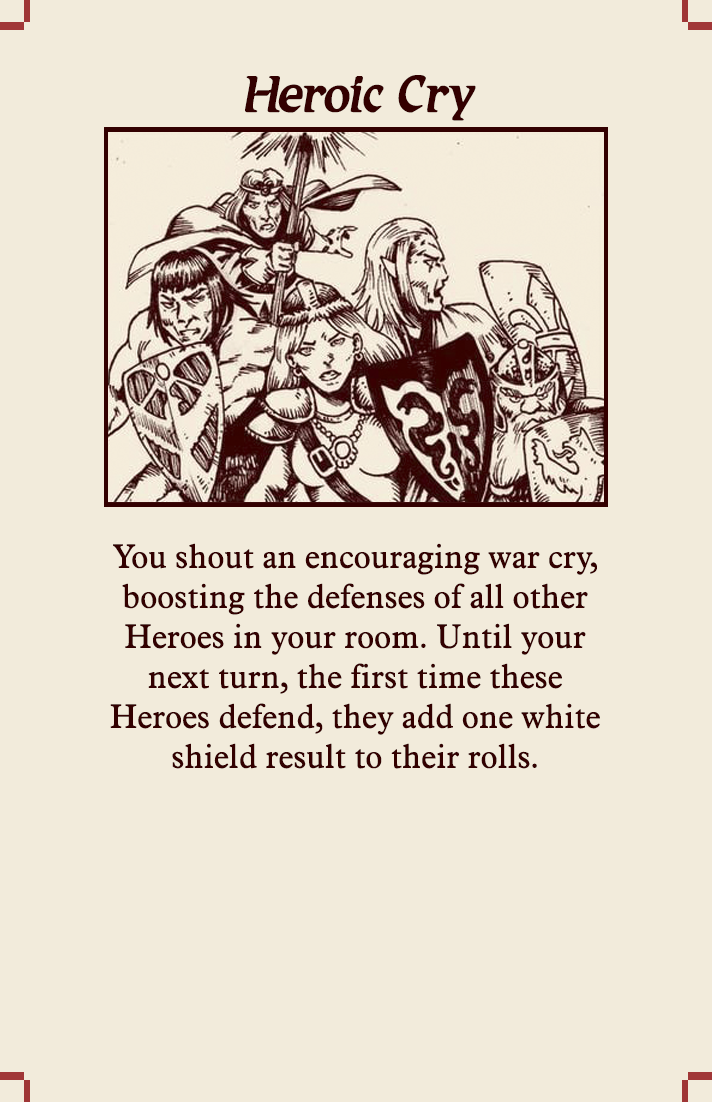 Heroic Cry
You shout an encouraging war cry,
boosting the defenses of all other
Heroes in your room. Until your
next turn, the first time these
Heroes defend, they add one white
shield result to their rolls.